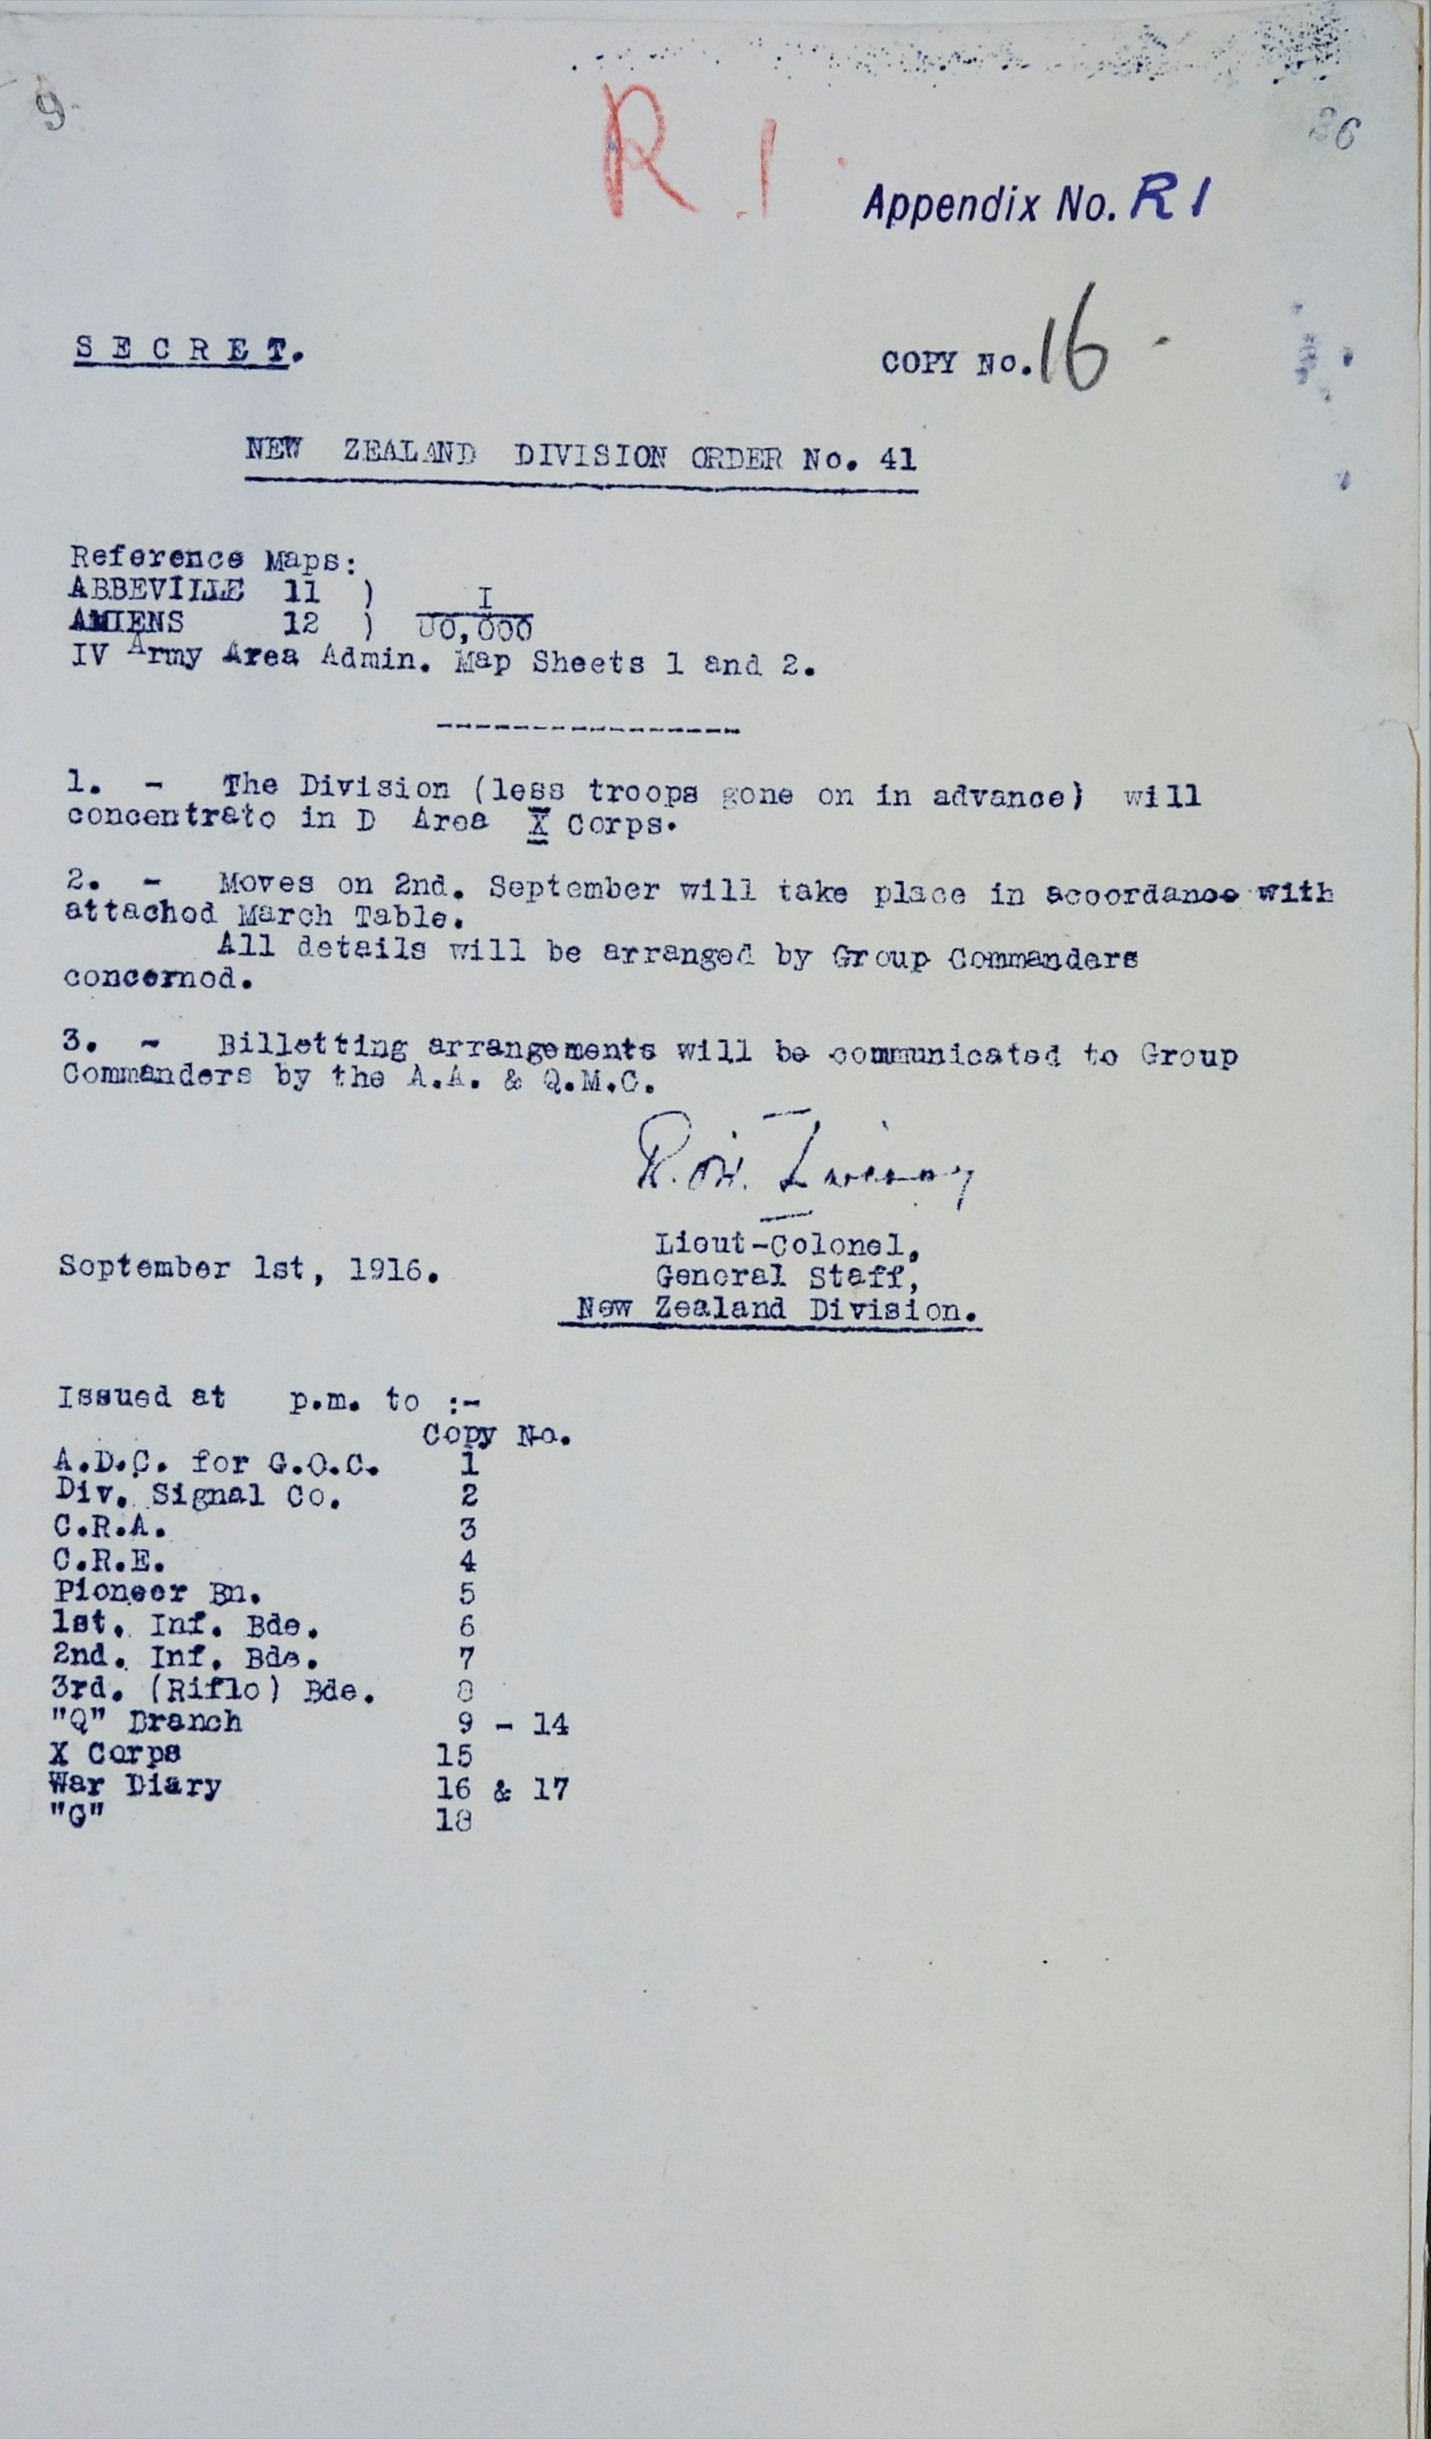 9
36
R.1
Appendix No. R1
SECRET.
COPY No. 16
NEW ZEALAND DIVISION ORDER No. 41
Reference Maps:
ABBEVILLE 11 ) 1
AMIENS 12 ) 00,000
IV Army Area Admin. Map Sheets 1 and 2.
-----------------
1. - The Division (less troops gone on in advance) will
concentrate in D Area X Corps.
2. - Moves on 2nd. September will take place in accordance with
attached March Table.
All details will be arranged by Group Commanders
concerned.
3. - Billetting arrangements will be communicated to Group
Commanders by the A.A. & Q.M.G.
Lieut-Colonel,
September 1st, 1916.
General Staff,
New Zealand Division.
Issued at p.m. to :-
Copy No.
A.D.C. for G.O.C. 1
Div. Signal Co. 2
C.R.A. 3
C.R.E. 4
Pioneer Bn. 5
1st. Inf. Bde. 6
2nd. Inf. Bde. 7
3rd. (Rifle) Bde. 8
"Q" Branch 9 - 14
X Corps 15
War Diary 16 & 17
"G" 18